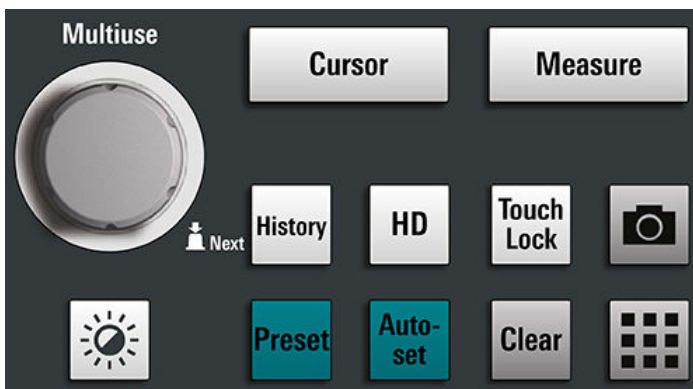 Multiuse
Cursor
Measure
Next
History
HD
Touch
Lock
Preset
Auto-
set
Clear